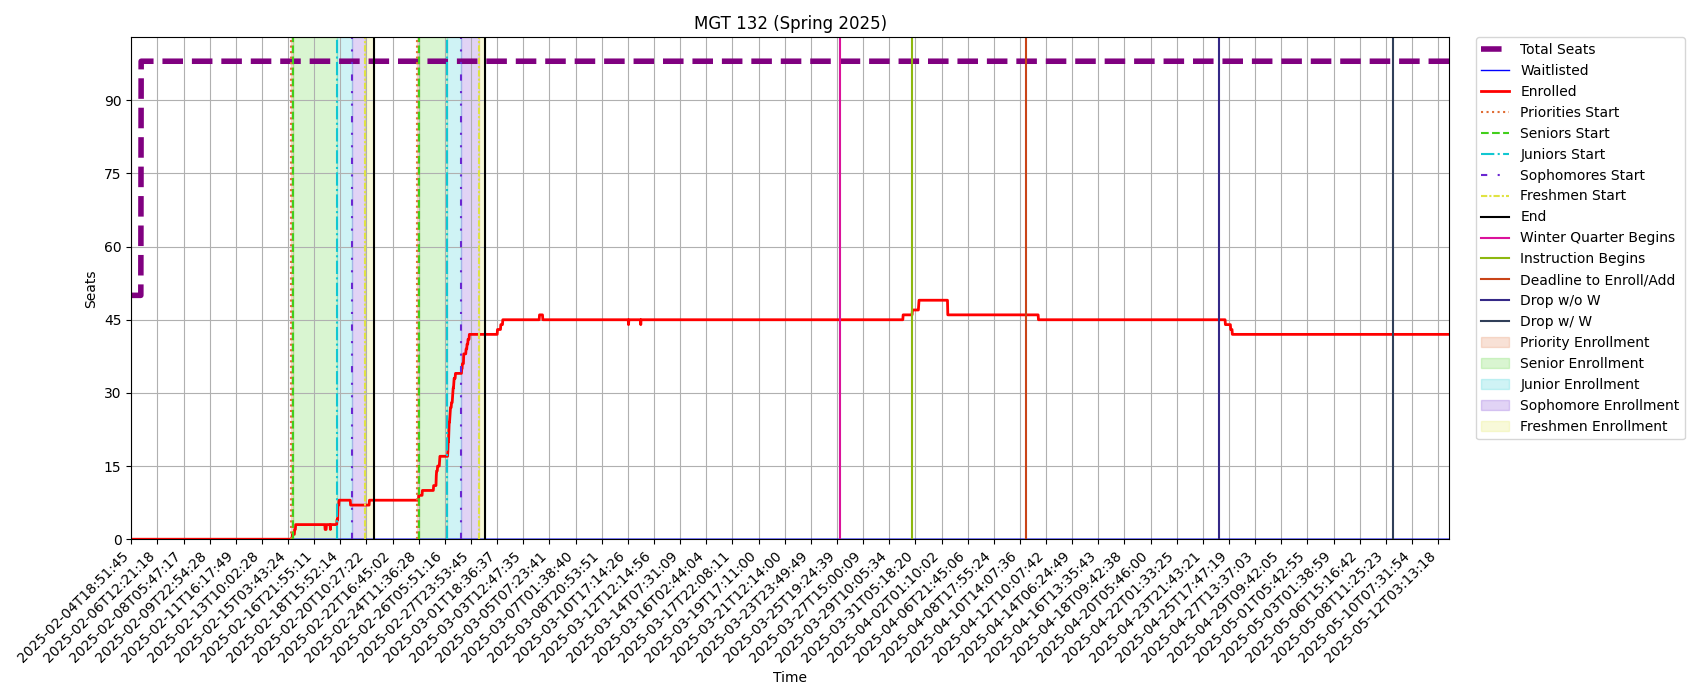 MGT 132 (Spring 2025)
Seats
90
75
60
45
30
15
0
2025-02-04T18:51:45
2025-02-06T12:21:18
2025-02-08T05:47:17
2025-02-09T22:54:28
2025-02-11T16:17:49
2025-02-13T10:02:28
2025-02-15T03:43:24
2025-02-16T21:55:11
2025-02-18T15:52:14
2025-02-20T10:27:22
2025-02-22T16:45:02
2025-02-24T11:36:28
2025-02-26T05:51:16
2025-02-27T23:53:45
2025-03-01T18:36:37
2025-03-03T12:47:35
2025-03-05T07:23:41
2025-03-07T01:38:40
2025-03-08T20:53:51
2025-03-10T17:14:26
2025-03-12T12:14:56
2025-03-14T07:31:09
2025-03-16T02:44:04
2025-03-17T22:08:11
2025-03-19T17:11:00
2025-03-21T12:14:00
2025-03-23T23:49:49
2025-03-25T19:24:39
2025-03-27T15:00:09
2025-03-29T10:05:34
2025-03-31T05:18:20
2025-04-02T01:10:02
2025-04-06T21:45:06
2025-04-08T17:55:24
2025-04-10T14:07:36
2025-04-12T10:07:42
2025-04-14T06:24:49
2025-04-16T13:35:43
2025-04-18T09:42:38
2025-04-20T05:46:00
2025-04-22T01:33:25
2025-04-23T21:43:21
2025-04-25T17:47:19
2025-04-27T13:37:03
2025-04-29T09:42:05
2025-05-01T05:42:55
2025-05-03T01:38:59
2025-05-06T15:16:42
2025-05-08T11:25:23
2025-05-10T07:31:54
2025-05-12T03:13:18
Time
Total Seats
Waitlisted
Enrolled
Priorities Start
Seniors Start
Juniors Start
Sophomores Start
Freshmen Start
End
Winter Quarter Begins
Instruction Begins
Deadline to Enroll/Add
Drop w/o W
Drop w/ W
Priority Enrollment
Senior Enrollment
Junior Enrollment
Sophomore Enrollment
Freshmen Enrollment